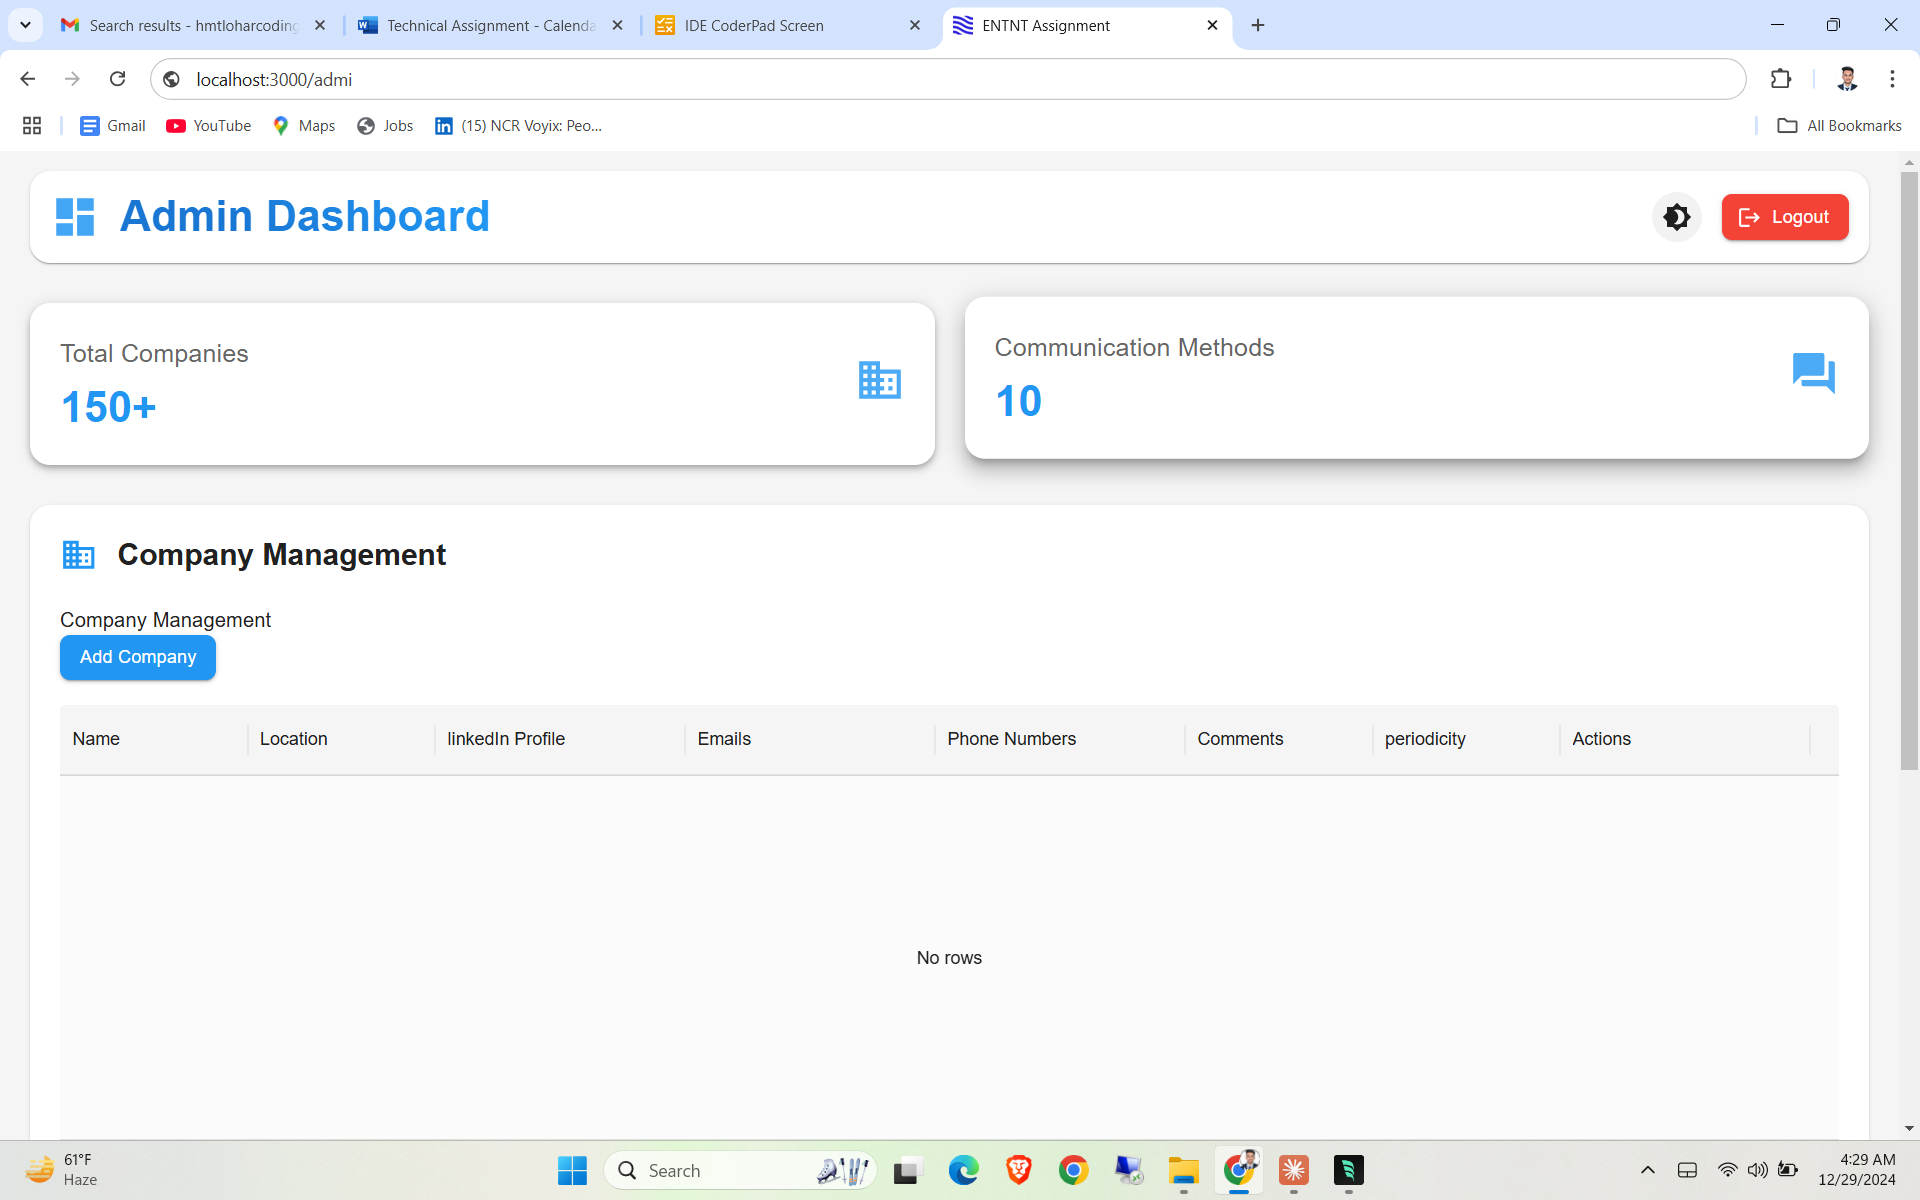 Search results - hmtloharcoding
Technical Assignment - Calenda
IDE CoderPad Screen
ENTNT Assignment
localhost:3000/admi
Gmail
YouTube
Maps
Jobs
(15) NCR Voyix: Peo...
All Bookmarks
Admin Dashboard
Logout
Total Companies
150+
Communication Methods
10
Company Management
Company Management
Add Company
Name
Location
linkedIn Profile
Emails
Phone Numbers
Comments
periodicity
Actions
No rows
61°F
Haze
Search
4:29 AM
12/29/2024